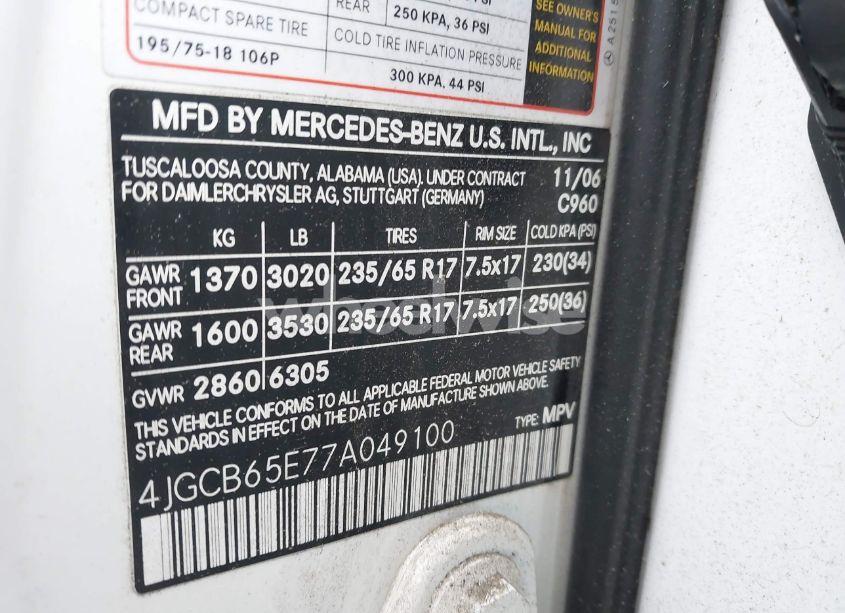 REAR
250 KPA, 36 PSI
COMPACT SPARE TIRE
195/75-18 106P
COLD TIRE INFLATION PRESSURE
300 KPA, 44 PSI
SEE OWNER'S
MANUAL FOR
ADDITIONAL
INFORMATION
A 251 5
MFD BY MERCEDES-BENZ U.S. INTL., INC
TUSCALOOSA COUNTY, ALABAMA (USA). UNDER CONTRACT 11/06
FOR DAIMLERCHRYSLER AG, STUTTGART (GERMANY) C960
KG LB TIRES RIM SIZE COLD KPA (PSI)
GAWR FRONT 1370 3020 235/65 R17 7.5x17 230(34)
GAWR REAR 1600 3530 235/65 R17 7.5x17 250(36)
GVWR 2860 6305
THIS VEHICLE CONFORMS TO ALL APPLICABLE FEDERAL MOTOR VEHICLE SAFETY
STANDARDS IN EFFECT ON THE DATE OF MANUFACTURE SHOWN ABOVE.
TYPE: MPV
4JGCB65E77A049100
wheelwise